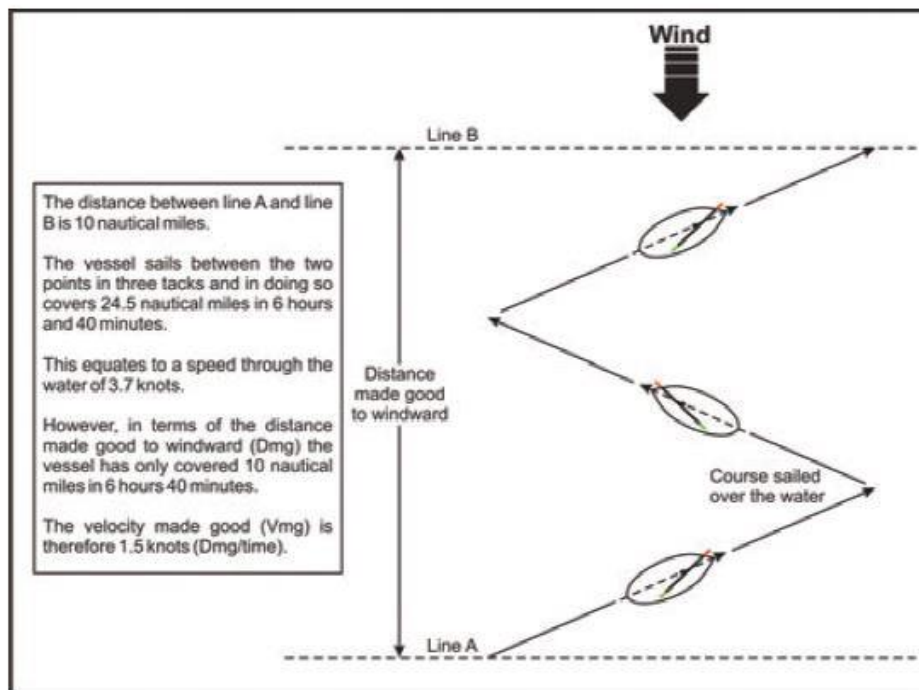 Wind
Line B
The distance between line A and line
B is 10 nautical miles.
The vessel sails between the two
points in three tacks and in doing so
covers 24.5 nautical miles in 6 hours
and 40 minutes.
This equates to a speed through the
water of 3.7 knots.
However, in terms of the distance
made good to windward (Dmg) the
vessel has only covered 10 nautical
miles in 6 hours 40 minutes.
The velocity made good (Vmg) is
therefore 1.5 knots (Dmg/time).
Distance
made good
to windward
Course sailed
over the water
Line A